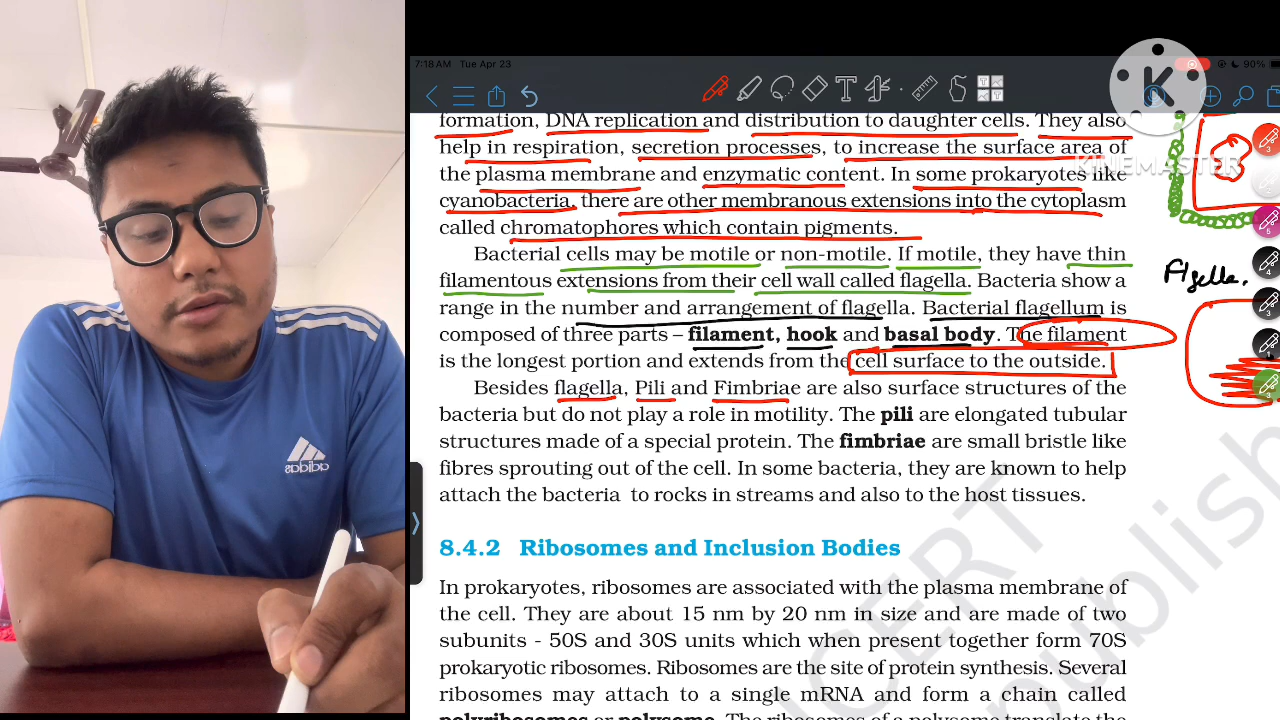 7:18 AM Tue Apr 23
90%
K
KINEMASTER
formation, DNA replication and distribution to daughter cells. They also
help in respiration, secretion processes, to increase the surface area of
the plasma membrane and enzymatic content. In some prokaryotes like
cyanobacteria, there are other membranous extensions into the cytoplasm
called chromatophores which contain pigments.
Bacterial cells may be motile or non-motile. If motile, they have thin
filamentous extensions from their cell wall called flagella. Bacteria show a
range in the number and arrangement of flagella. Bacterial flagellum is
composed of three parts – filament, hook and basal body. The filament
is the longest portion and extends from the cell surface to the outside.
Besides flagella, Pili and Fimbriae are also surface structures of the
bacteria but do not play a role in motility. The pili are elongated tubular
structures made of a special protein. The fimbriae are small bristle like
fibres sprouting out of the cell. In some bacteria, they are known to help
attach the bacteria to rocks in streams and also to the host tissues.
8.4.2 Ribosomes and Inclusion Bodies
In prokaryotes, ribosomes are associated with the plasma membrane of
the cell. They are about 15 nm by 20 nm in size and are made of two
subunits - 50S and 30S units which when present together form 70S
prokaryotic ribosomes. Ribosomes are the site of protein synthesis. Several
ribosomes may attach to a single mRNA and form a chain called
polyribosomes or polysome. The ribosomes of a polysome translate the
Flgella.
adidas